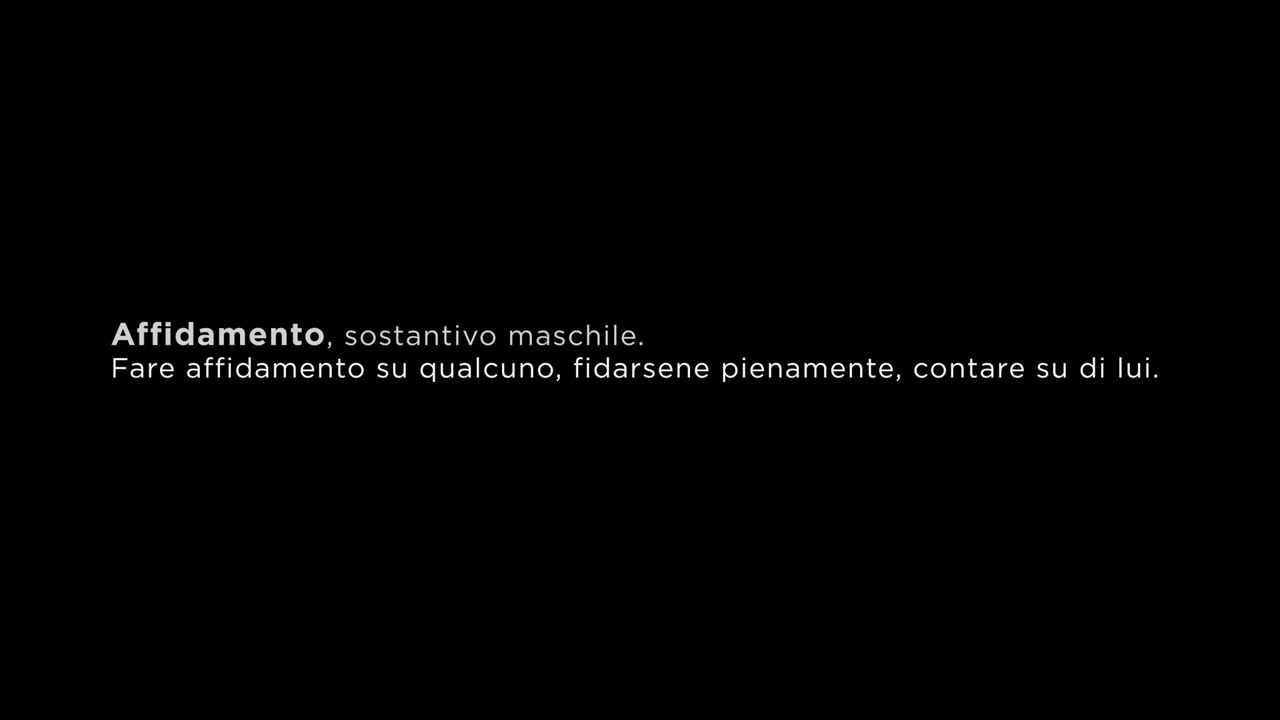 Affidamento, sostantivo maschile.
Fare affidamento su qualcuno, fidarsene pienamente, contare su di lui.